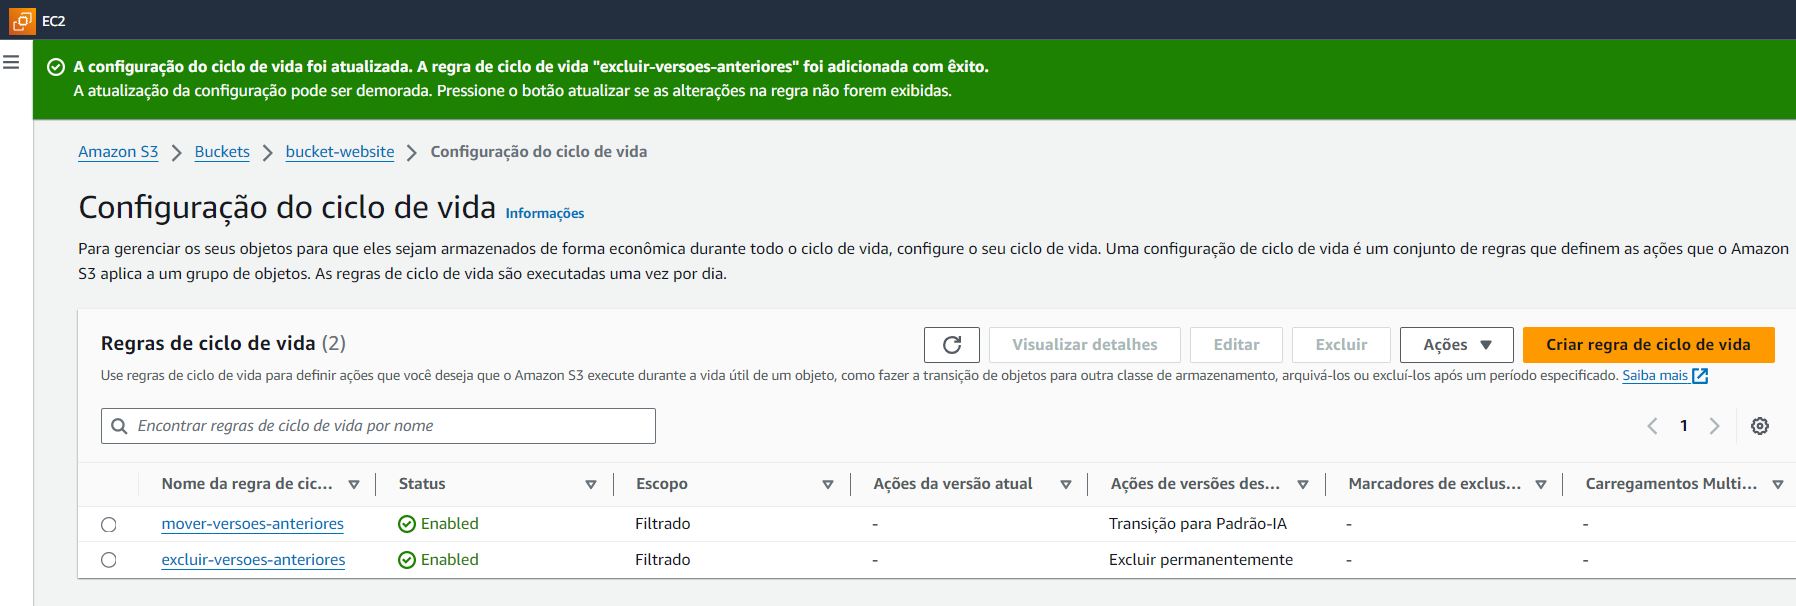 EC2
A configuração do ciclo de vida foi atualizada. A regra de ciclo de vida "excluir-versoes-anteriores" foi adicionada com êxito.
A atualização da configuração pode ser demorada. Pressione o botão atualizar se as alterações na regra não forem exibidas.
Amazon S3 > Buckets > bucket-website > Configuração do ciclo de vida
Configuração do ciclo de vida Informações
Para gerenciar os seus objetos para que eles sejam armazenados de forma econômica durante todo o ciclo de vida, configure o seu ciclo de vida. Uma configuração de ciclo de vida é um conjunto de regras que definem as ações que o Amazon
S3 aplica a um grupo de objetos. As regras de ciclo de vida são executadas uma vez por dia.
Regras de ciclo de vida (2) Visualizar detalhes Editar Excluir Ações Criar regra de ciclo de vida
Use regras de ciclo de vida para definir ações que você deseja que o Amazon S3 execute durante a vida útil de um objeto, como fazer a transição de objetos para outra classe de armazenamento, arquivá-los ou excluí-los após um período especificado. Saiba mais
Encontrar regras de ciclo de vida por nome 1
Nome da regra de cic... Status Escopo Ações da versão atual Ações de versões des... Marcadores de exclus... Carregamentos Multi...
mover-versoes-anteriores Enabled Filtrado - Transição para Padrão-IA - -
excluir-versoes-anteriores Enabled Filtrado - Excluir permanentemente - -